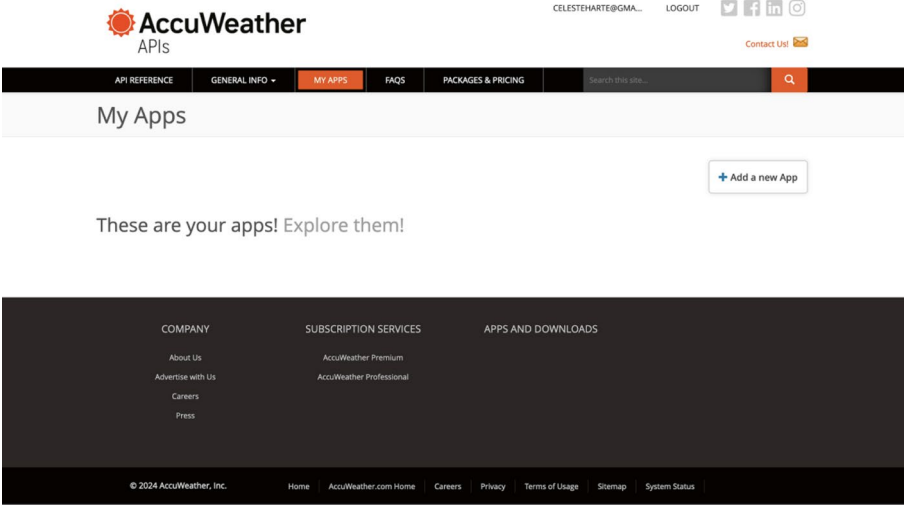 CELESTEHARTE@GMA... LOGOUT
AccuWeather
APIs
Contact Us!
API REFERENCE GENERAL INFO MY APPS FAQS PACKAGES & PRICING Search this site...
My Apps
+ Add a new App
These are your apps! Explore them!
COMPANY SUBSCRIPTION SERVICES APPS AND DOWNLOADS
About Us AccuWeather Premium
Advertise with Us AccuWeather Professional
Careers
Press
© 2024 AccuWeather, Inc. Home AccuWeather.com Home Careers Privacy Terms of Usage Sitemap System Status